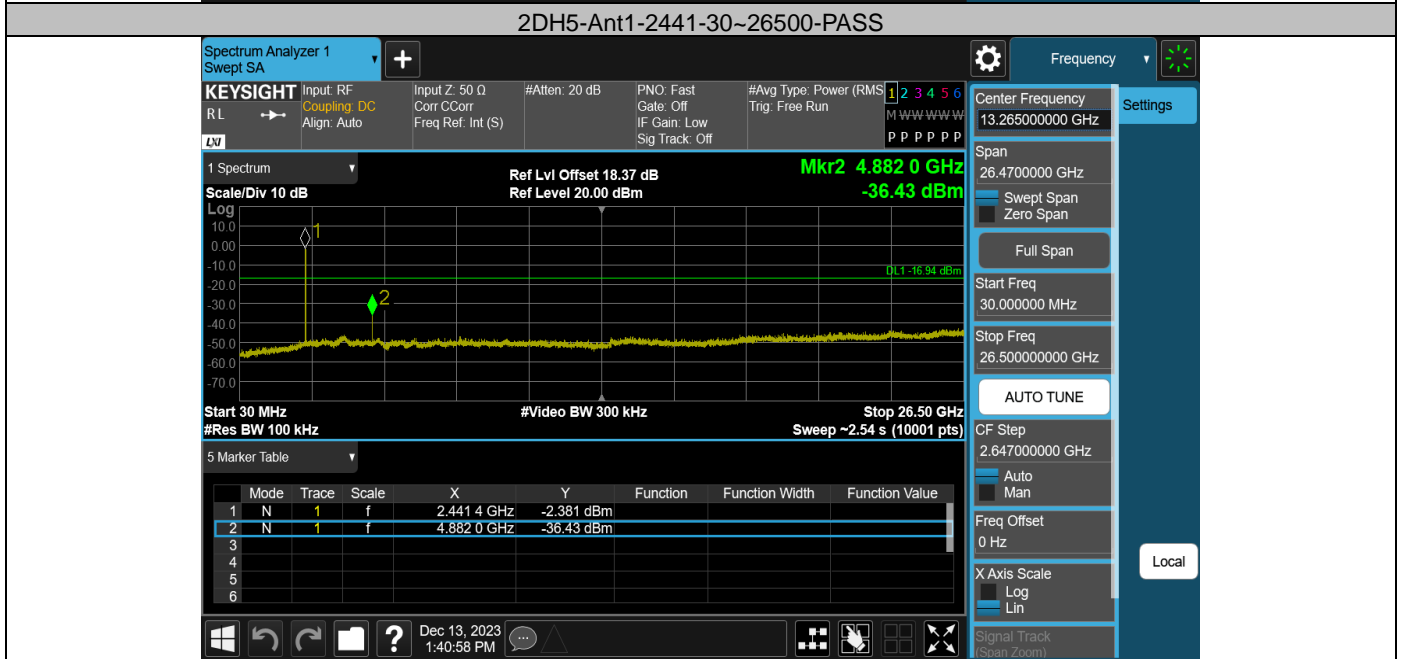 2DH5-Ant1-2441-30~26500-PASS
Spectrum Analyzer 1
Swept SA
Frequency
KEYSIGHT
RL
LXI
Input: RF
Coupling: DC
Align: Auto
Input Z: 50 Ω
Corr CCorr
Freq Ref: Int (S)
#Atten: 20 dB
PNO: Fast
Gate: Off
IF Gain: Low
Sig Track: Off
#Avg Type: Power (RMS
Trig: Free Run
1 2 3 4 5 6
M W W W W W
P P P P P P
1 Spectrum
Ref Lvl Offset 18.37 dB
Mkr2 4.882 0 GHz
Scale/Div 10 dB
Ref Level 20.00 dBm
-36.43 dBm
Log
10.0
0.00
-10.0
-20.0
-30.0
-40.0
-50.0
-60.0
-70.0
1
2
DL1 -16.94 dBm
Start 30 MHz
#Video BW 300 kHz
Stop 26.50 GHz
#Res BW 100 kHz
Sweep ~2.54 s (10001 pts)
5 Marker Table
Mode Trace Scale X Y Function Function Width Function Value
1 N 1 f 2.441 4 GHz -2.381 dBm
2 N 1 f 4.882 0 GHz -36.43 dBm
3
4
5
6
Dec 13, 2023
1:40:58 PM
Center Frequency
13.265000000 GHz
Settings
Span
26.4700000 GHz
Swept Span
Zero Span
Full Span
Start Freq
30.000000 MHz
Stop Freq
26.500000000 GHz
AUTO TUNE
CF Step
2.647000000 GHz
Auto
Man
Freq Offset
0 Hz
Local
X Axis Scale
Log
Lin
Signal Track
(Span Zoom)